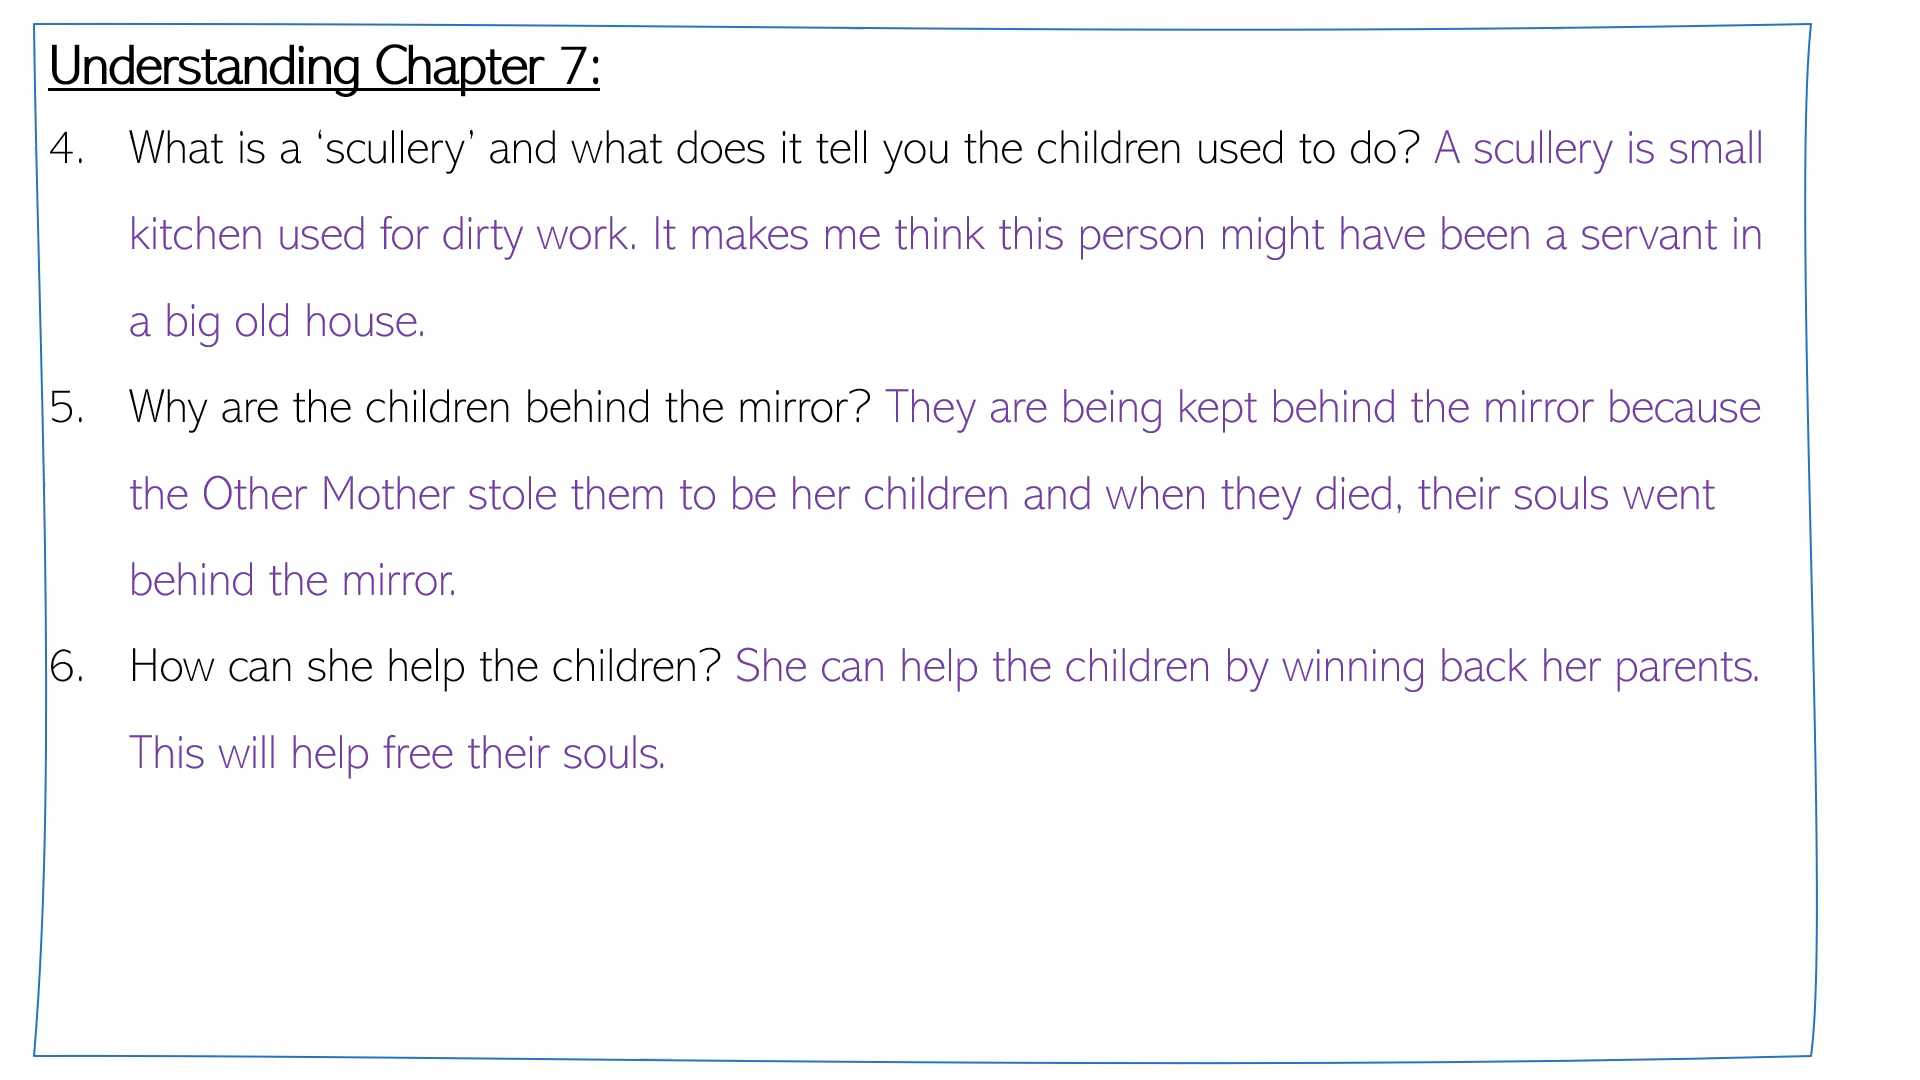 Understanding Chapter 7:
4. What is a ‘scullery’ and what does it tell you the children used to do? A scullery is small
kitchen used for dirty work. It makes me think this person might have been a servant in
a big old house.
5. Why are the children behind the mirror? They are being kept behind the mirror because
the Other Mother stole them to be her children and when they died, their souls went
behind the mirror.
6. How can she help the children? She can help the children by winning back her parents.
This will help free their souls.